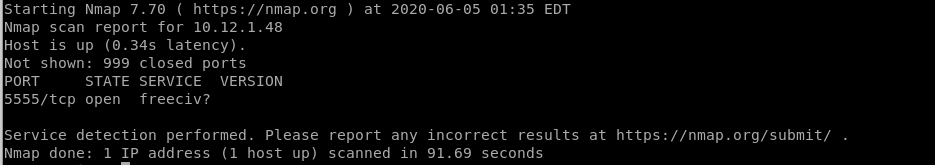 Starting Nmap 7.70 ( https://nmap.org ) at 2020-06-05 01:35 EDT
Nmap scan report for 10.12.1.48
Host is up (0.34s latency).
Not shown: 999 closed ports
PORT     STATE SERVICE  VERSION
5555/tcp open  freeciv?
Service detection performed. Please report any incorrect results at https://nmap.org/submit/ .
Nmap done: 1 IP address (1 host up) scanned in 91.69 seconds